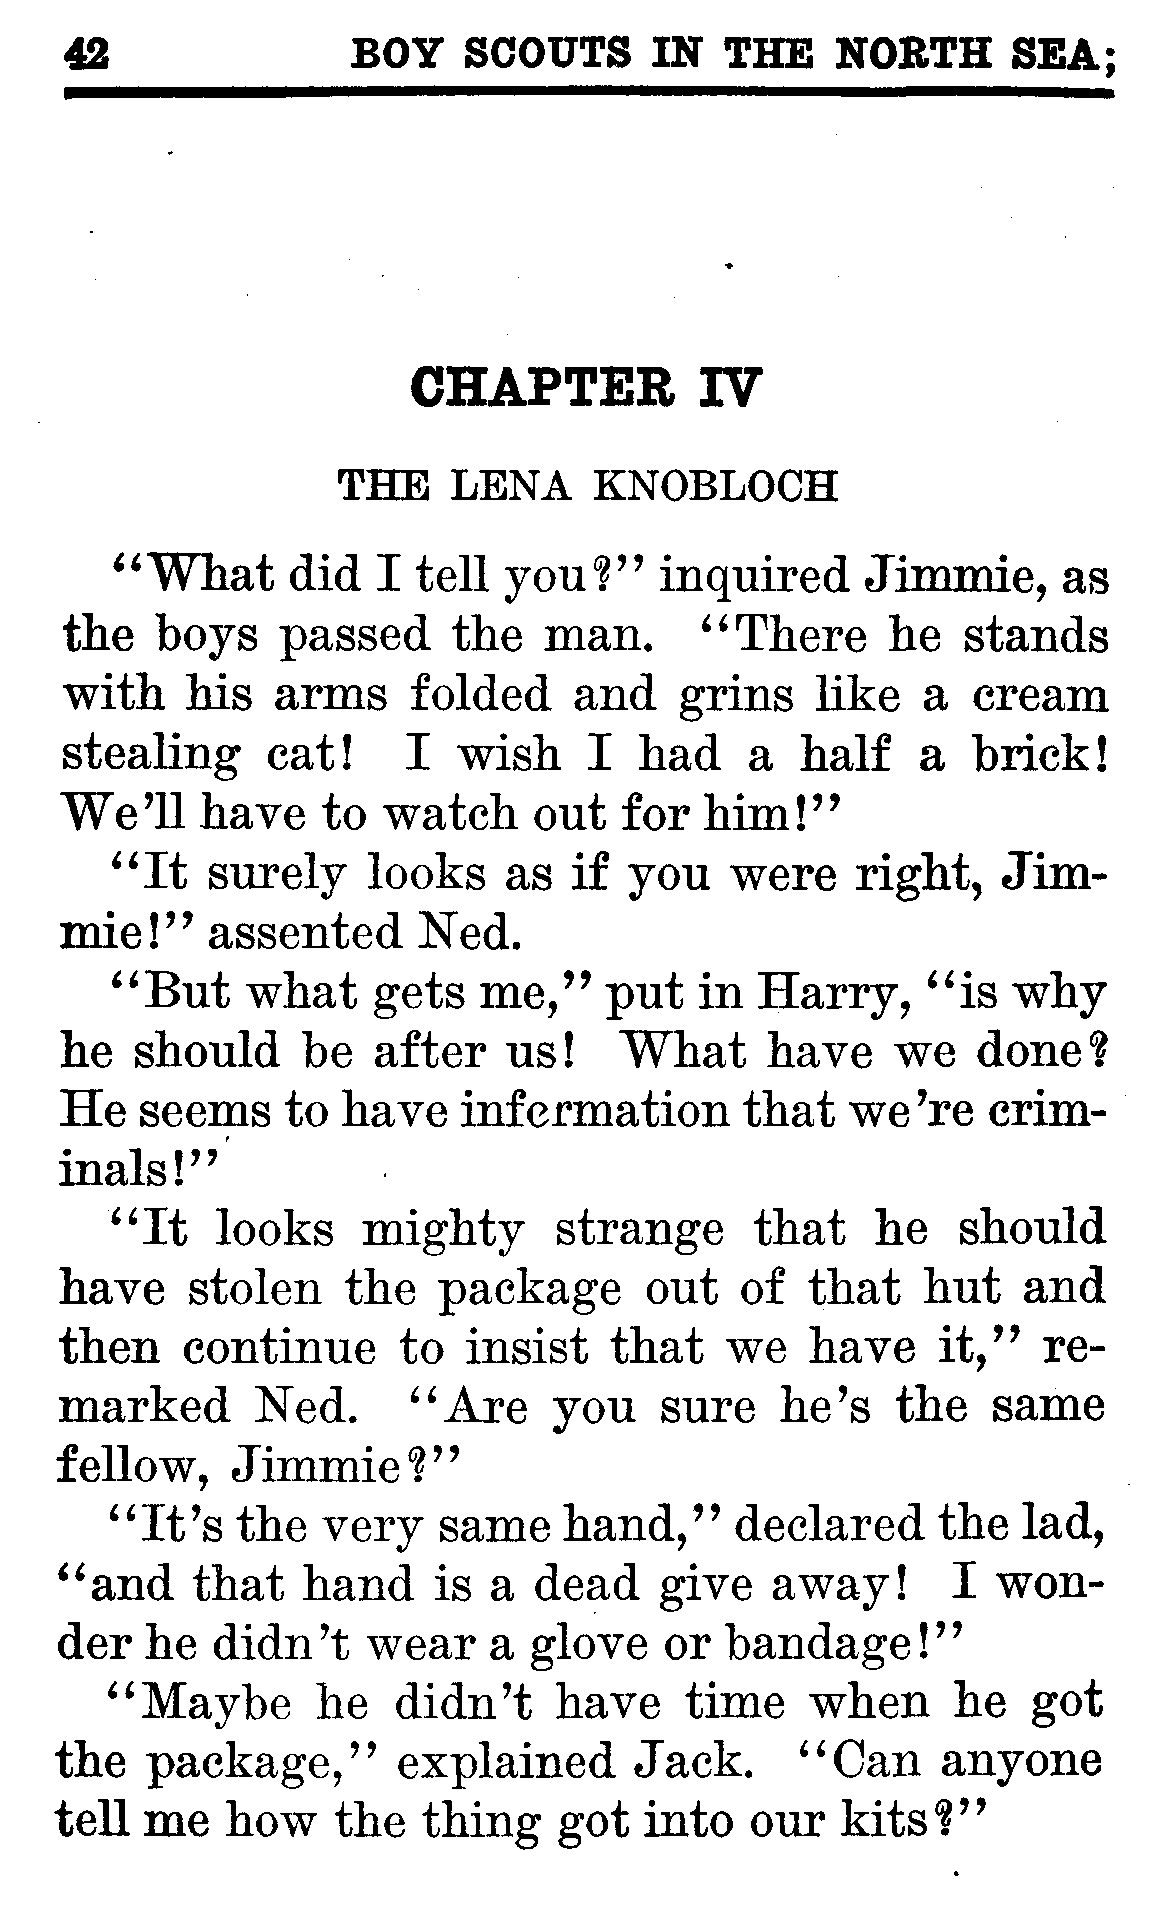 42 BOY SCOUTS IN THE NORTH SEA;
CHAPTER IV
THE LENA KNOBLOCH
“What did I tell you?” inquired Jimmie, as
the boys passed the man. “There he stands
with his arms folded and grins like a cream
stealing cat! I wish I had a half a brick!
We’ll have to watch out for him!”
“It surely looks as if you were right, Jim-
mie!” assented Ned.
“But what gets me,” put in Harry, “is why
he should be after us! What have we done?
He seems to have information that we’re crim-
inals!”
“It looks mighty strange that he should
have stolen the package out of that hut and
then continue to insist that we have it,” re-
marked Ned. “Are you sure he’s the same
fellow, Jimmie?”
“It’s the very same hand,” declared the lad,
“and that hand is a dead give away! I won-
der he didn’t wear a glove or bandage!”
“Maybe he didn’t have time when he got
the package,” explained Jack. “Can anyone
tell me how the thing got into our kits?”